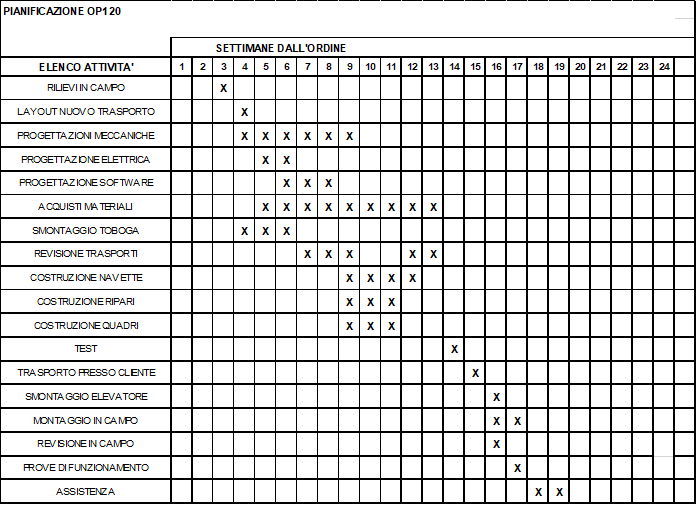 PIANIFICAZIONE OP120
SETTIMANE DALL'ORDINE
ELENCO ATTIVITA' 1 2 3 4 5 6 7 8 9 10 11 12 13 14 15 16 17 18 19 20 21 22 23 24
RILIEVI IN CAMPO X
LAYOUT NUOVO TRASPORTO X
PROGETTAZIONI MECCANICHE X X X X X X
PROGETTAZIONE ELETTRICA X X
PROGETTAZIONE SOFTWARE X X X
ACQUISTI MATERIALI X X X X X X X X X
SMONTAGGIO TOBOGA X X X
REVISIONE TRASPORTI X X X X X
COSTRUZIONE NAVETTE X X X X
COSTRUZIONE RIPARI X X X
COSTRUZIONE QUADRI X X X
TEST X
TRASPORTO PRESSO CLIENTE X
SMONTAGGIO ELEVATORE X
MONTAGGIO IN CAMPO X X
REVISIONE IN CAMPO X
PROVE DI FUNZIONAMENTO X
ASSISTENZA X X